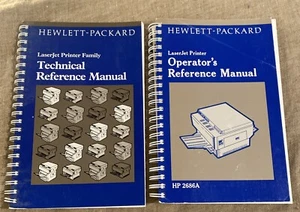 HEWLETT-PACKARD
LaserJet Printer Family
Technical
Reference Manual
HEWLETT-PACKARD
LaserJet Printer
Operator's
Reference Manual
HP 2686A